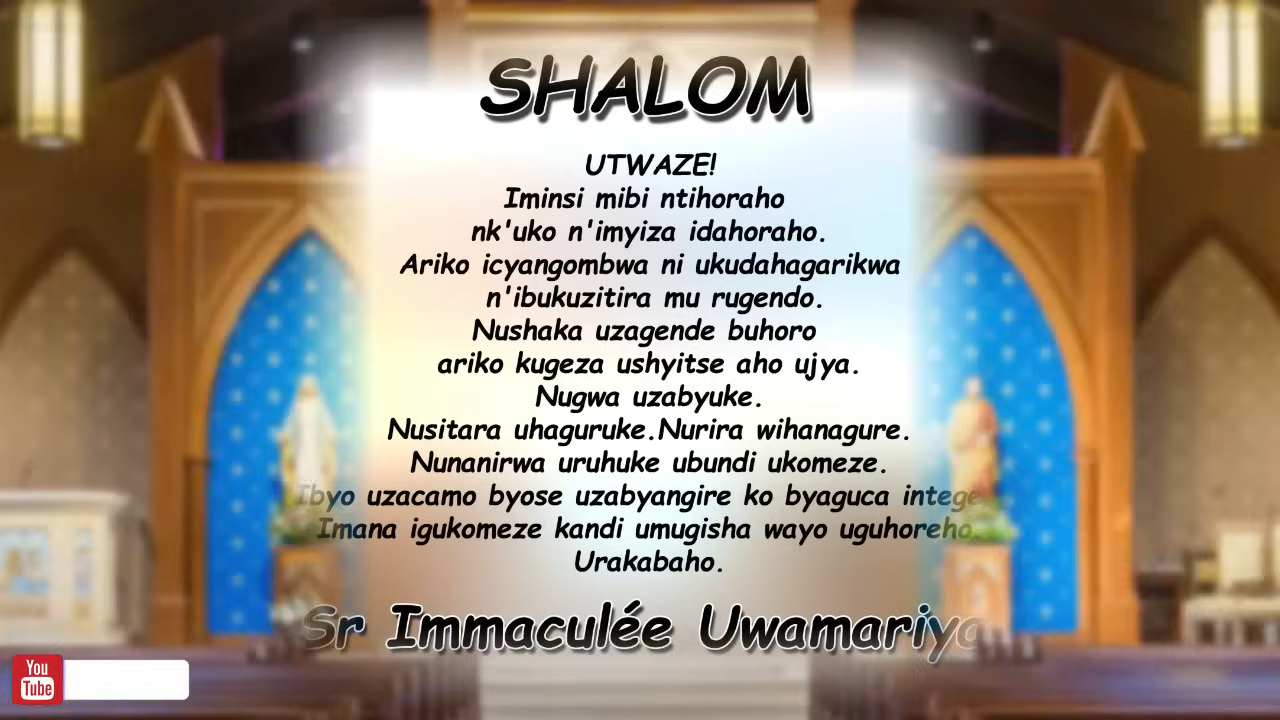 SHALOM
UTWAZE!
Iminsi mibi ntihoraho
nk'uko n'imyiza idahoraho.
Ariko icyangombwa ni ukudahagarikwa
n'ibukuzitira mu rugendo.
Nushaka uzagende buhoro
ariko kugeza ushyitse aho ujya.
Nugwa uzabyuke.
Nusitara uhaguruke.Nurira wihanagure.
Nunanirwa uruhuke ubundi ukomeze.
Ibyo uzacamo byose uzabyangire ko byaguca intege
Imana igukomeze kandi umugisha wayo uguhoreho.
Urakabaho.
Sr Immaculée Uwamariya
You
Tube